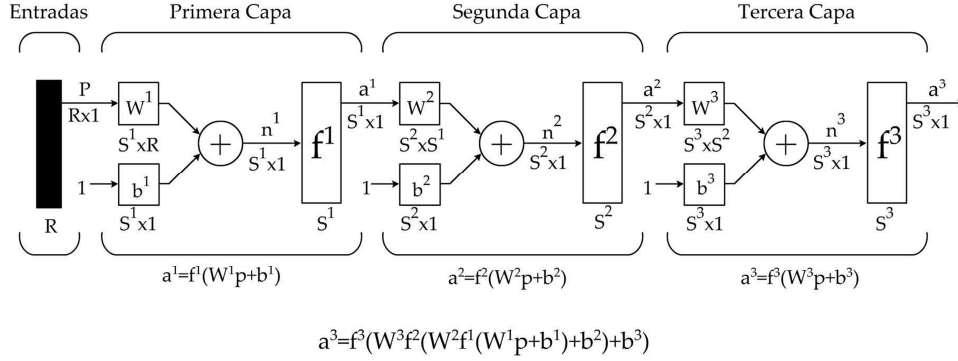 Entradas Primera Capa Segunda Capa Tercera Capa
P a¹ a² a³
W¹ W² W³
Rx1 S¹x1 S²x1 S³x1
S¹xR n¹ S²xS¹ n² S³xS² n³
+ f¹ + f² + f³
S¹x1 S²x1 S³x1
1 b¹ 1 b² 1 b³
R S¹x1 S¹ S²x1 S² S³x1 S³
a¹=f¹(W¹p+b¹) a²=f²(W²p+b²) a³=f³(W³p+b³)
a³=f³(W³f²(W²f¹(W¹p+b¹)+b²)+b³)